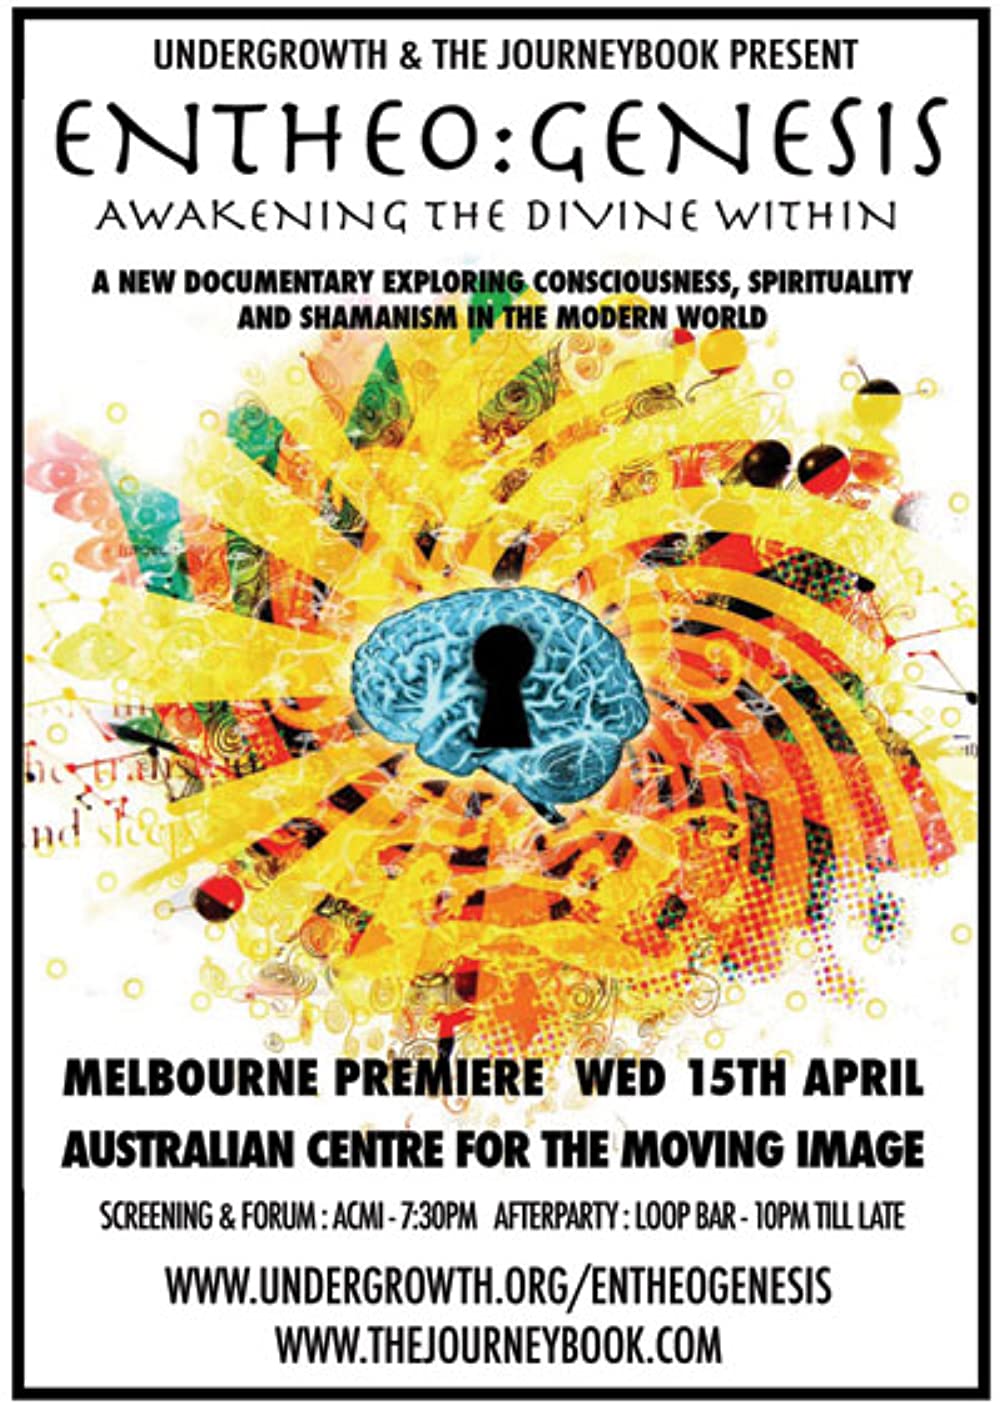 UNDERGROWTH & THE JOURNEYBOOK PRESENT
ENTHEO:GENESIS
AWAKENING THE DIVINE WITHIN
A NEW DOCUMENTARY EXPLORING CONSCIOUSNESS, SPIRITUALITY
AND SHAMANISM IN THE MODERN WORLD
nd sleep
MELBOURNE PREMIERE WED 15TH APRIL
AUSTRALIAN CENTRE FOR THE MOVING IMAGE
SCREENING & FORUM : ACMI - 7:30PM AFTERPARTY : LOOP BAR - 10PM TILL LATE
WWW.UNDERGROWTH.ORG/ENTHEOGENESIS
WWW.THEJOURNEYBOOK.COM